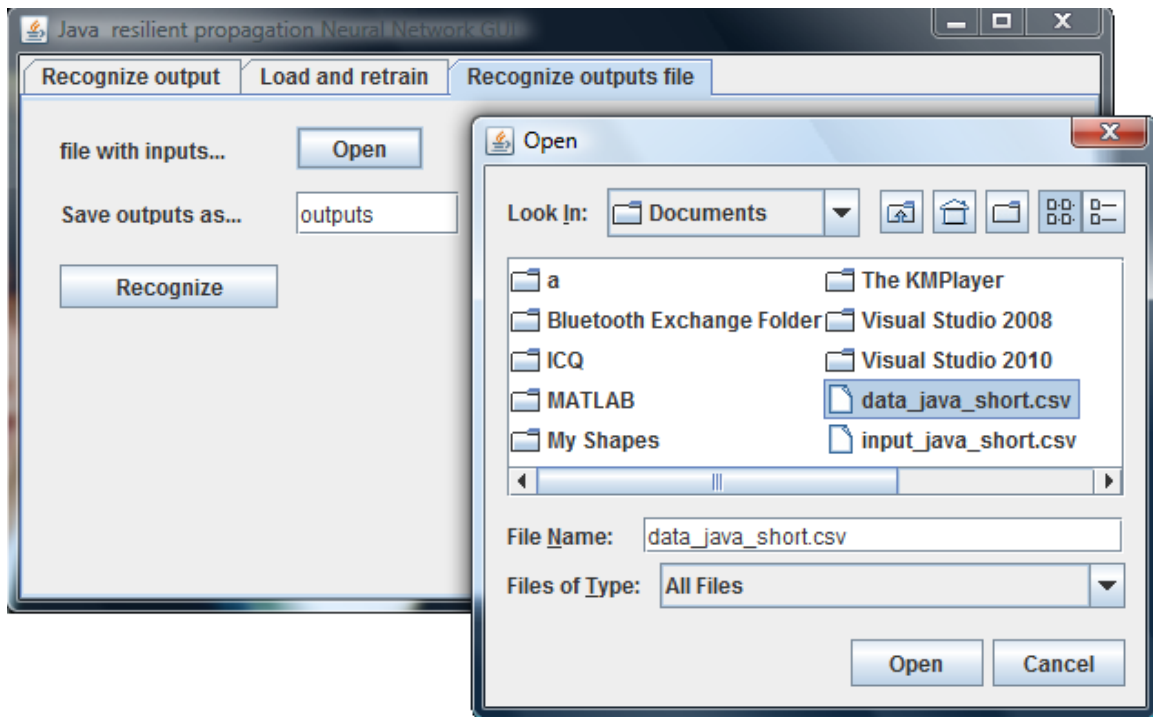 Java resilient propagation Neural Network GUI
Recognize output Load and retrain Recognize outputs file
file with inputs... Open
Save outputs as... outputs
Recognize
Open
Look In: Documents
a
Bluetooth Exchange Folder
ICQ
MATLAB
My Shapes
The KMPlayer
Visual Studio 2008
Visual Studio 2010
data_java_short.csv
input_java_short.csv
File Name: data_java_short.csv
Files of Type: All Files
Open Cancel